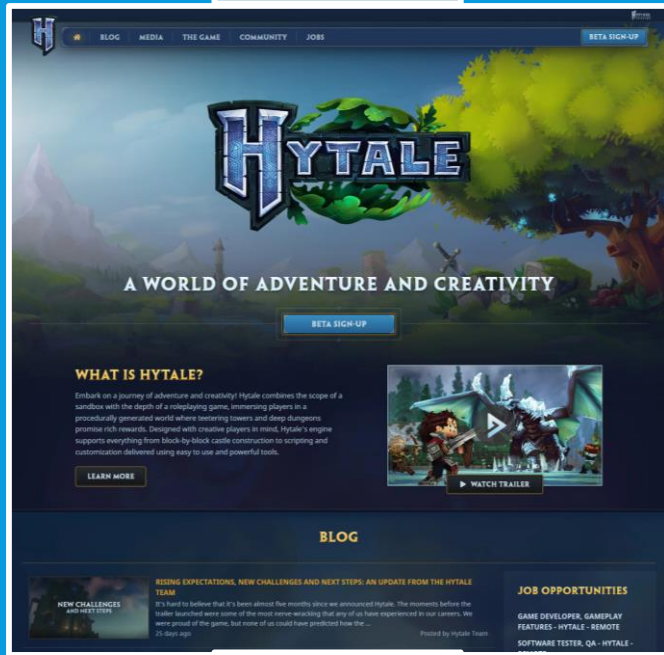 BLOG MEDIA THE GAME COMMUNITY JOBS
BETA SIGN-UP
HYTALE
A WORLD OF ADVENTURE AND CREATIVITY
BETA SIGN-UP
WHAT IS HYTALE?
Embark on a journey of adventure and creativity! Hytale combines the scope of a
sandbox with the depth of a roleplaying game, immersing players in a
procedurally generated world where teetering towers and deep dungeons
promise rich rewards. Designed with creative players in mind, Hytale's engine
supports everything from block-by-block castle construction to scripting and
customization delivered using easy to use and powerful tools.
LEARN MORE
WATCH TRAILER
BLOG
NEW CHALLENGES
AND NEXT STEPS
RISING EXPECTATIONS, NEW CHALLENGES AND NEXT STEPS: AN UPDATE FROM THE HYTALE
TEAM
It's hard to believe that it's been almost five months since we announced Hytale. The moments before the
trailer launched were some of the most nerve-wracking that any of us have experienced in our careers. We
were proud of the game, but none of us could have predicted how the ...
25 days ago
Posted by Hytale Team
JOB OPPORTUNITIES
GAME DEVELOPER, GAMEPLAY
FEATURES - HYTALE - REMOTE
SOFTWARE TESTER, QA - HYTALE -